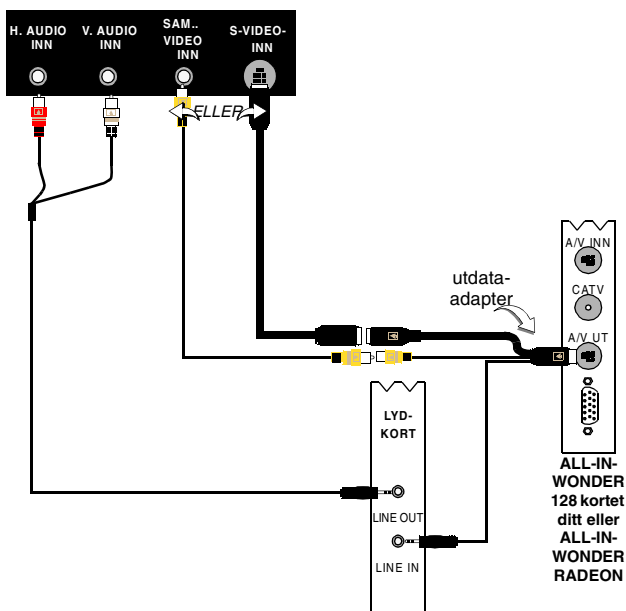 H. AUDIO
INN
V. AUDIO
INN
SAM..
VIDEO
INN
S-VIDEO-
INN
ELLER
utdata-
adapter
A/V INN
CATV
A/V UT
LYD-
KORT
LINE OUT
LINE IN
ALL-IN-
WONDER
128 kortet
ditt eller
ALL-IN-
WONDER
RADEON